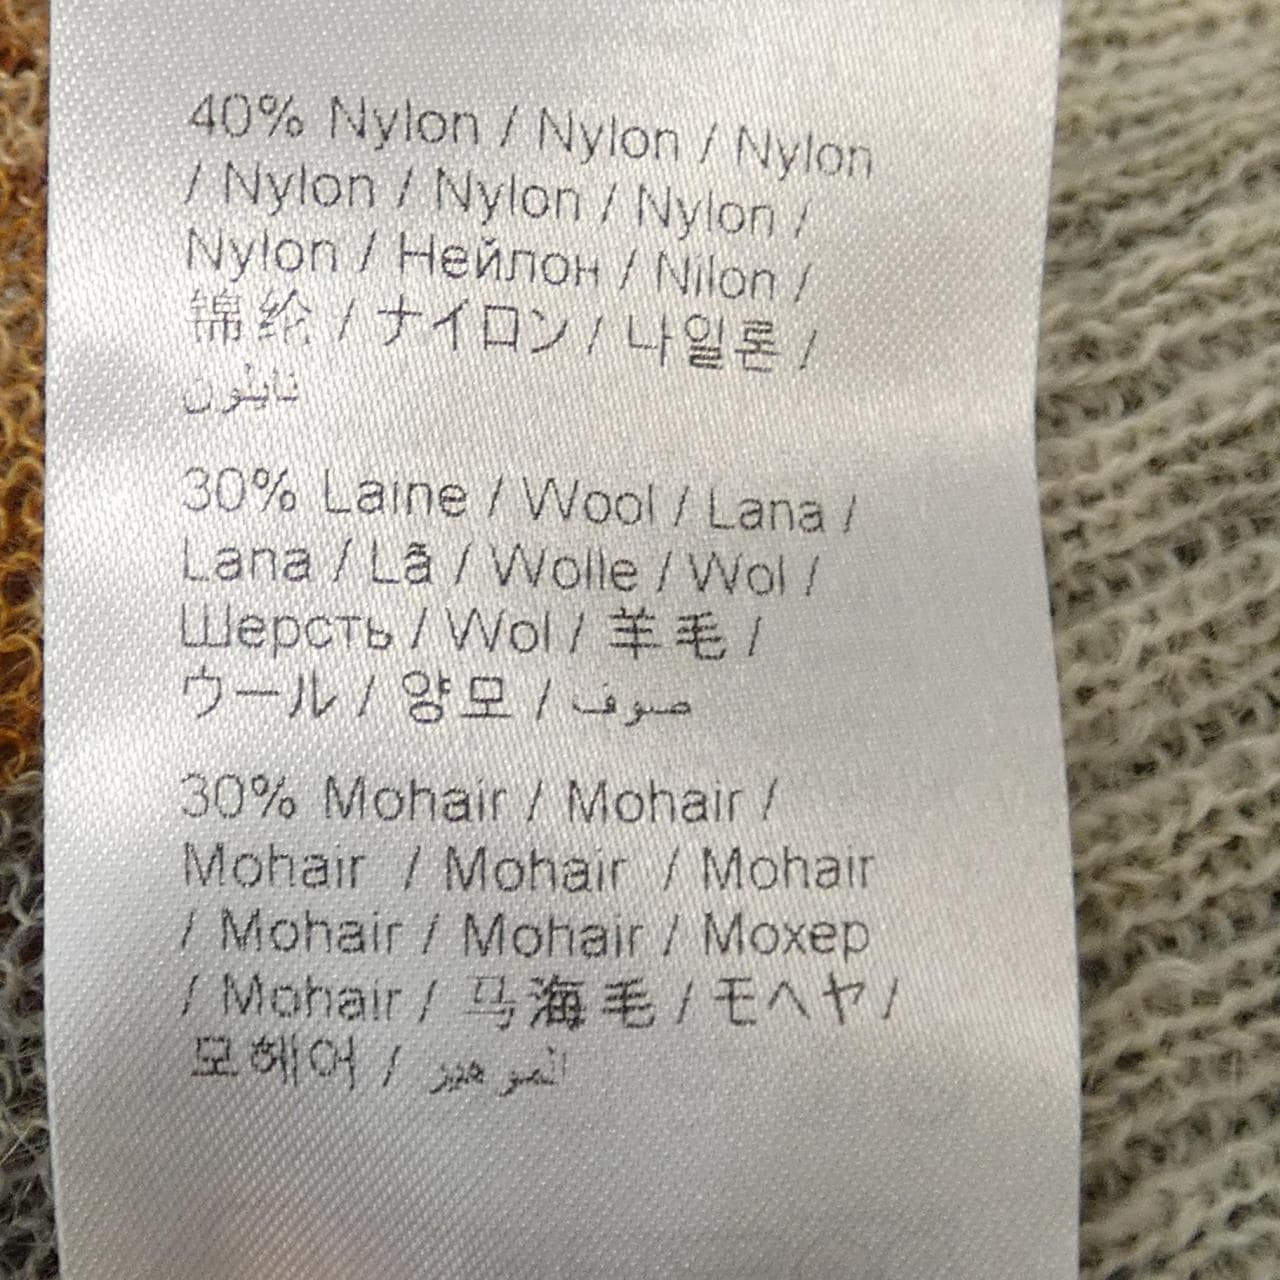 40% Nylon / Nylon / Nylon
/ Nylon / Nylon / Nylon /
Nylon / Нейлон / Nilon /
锦纶 / ナイロン / 나일론 /
نايلون
30% Laine / Wool / Lana /
Lana / Lã / Wolle / Wol /
Шерсть / Wol / 羊毛 /
ウール / 양모 / صوف
30% Mohair / Mohair /
Mohair / Mohair / Mohair
/ Mohair / Mohair / Мохер
/ Mohair / 马海毛 / モヘヤ /
모헤어 / الموهير